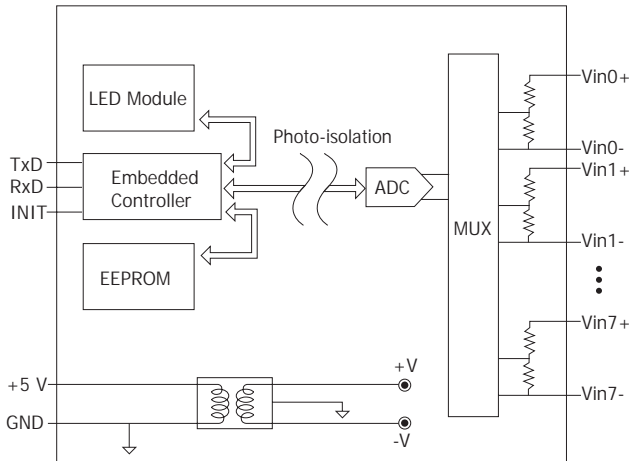 LED Module
Photo-isolation
TxD
RxD
INIT
Embedded
Controller
ADC
MUX
EEPROM
Vin0+
Vin0-
Vin1+
Vin1-
Vin7+
Vin7-
+5 V
GND
+V
-V